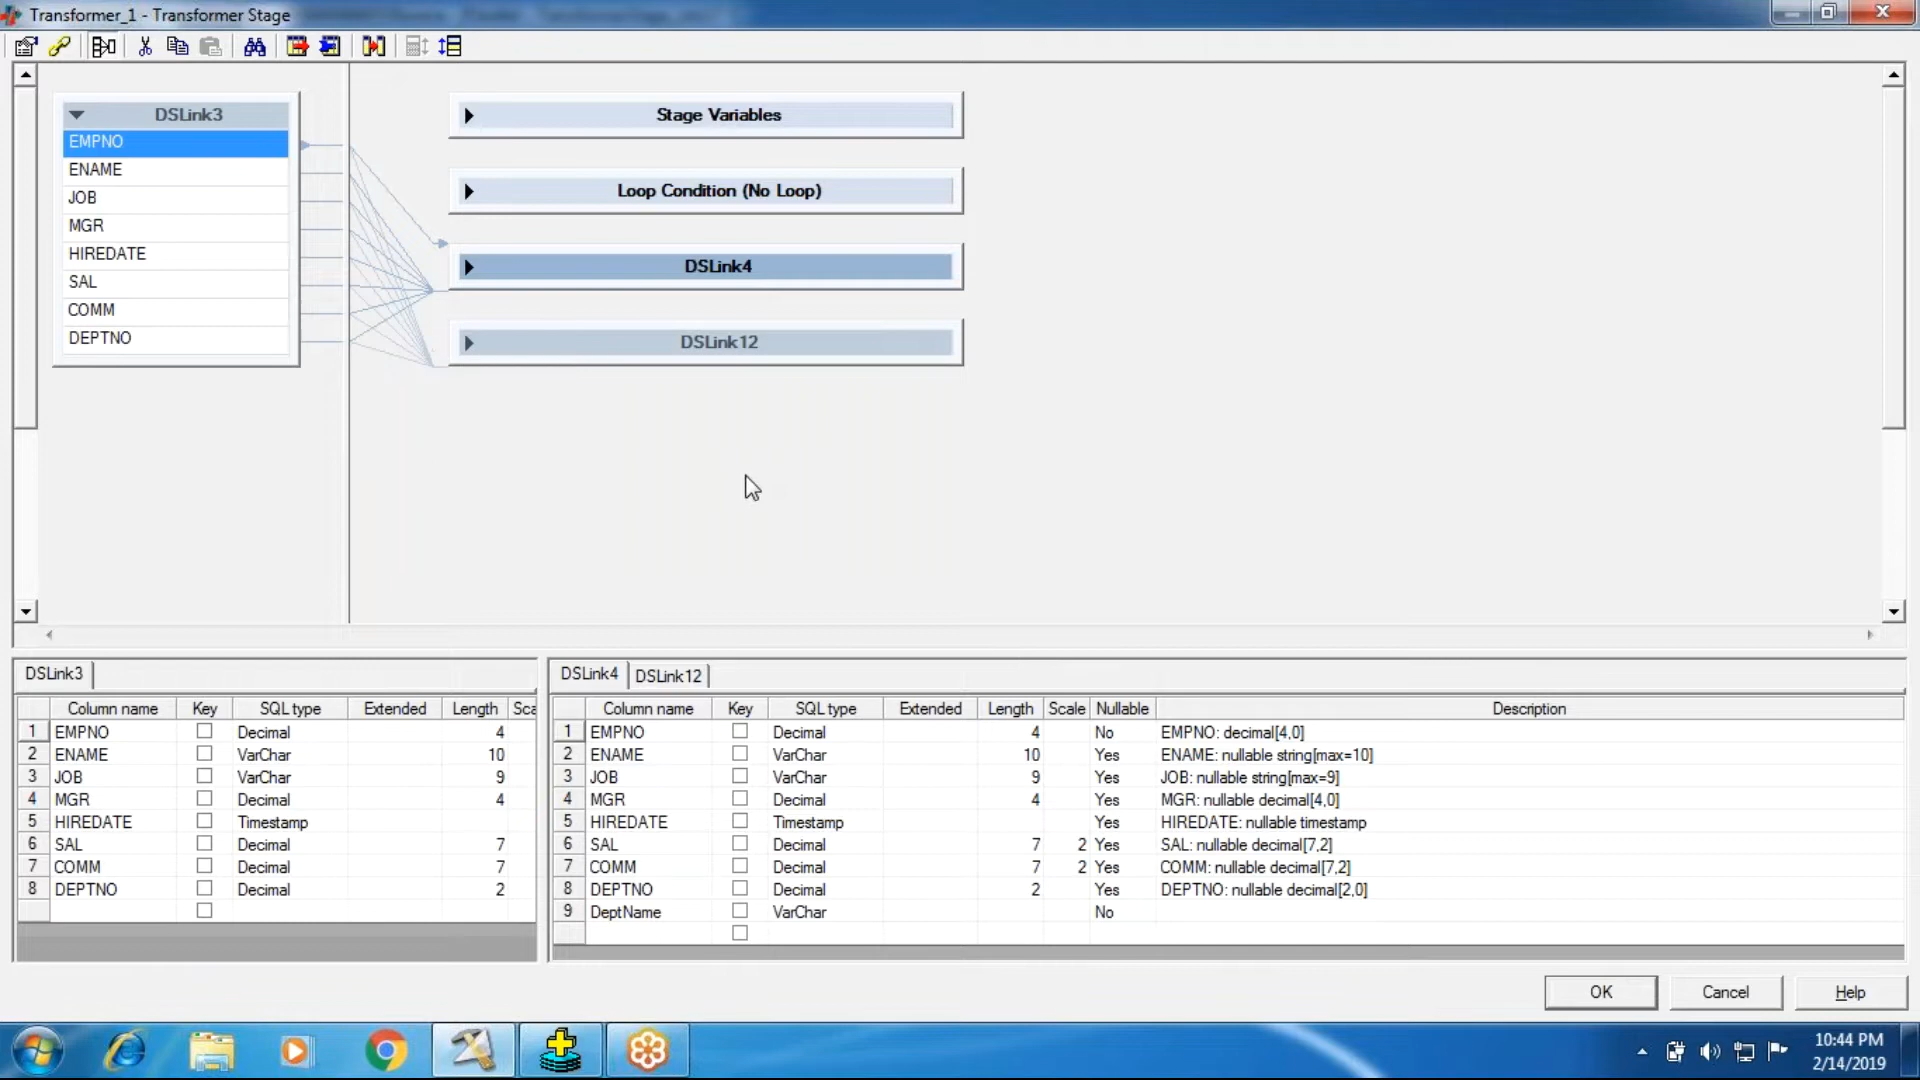 Transformer_1 - Transformer Stage
DSLink3
EMPNO
ENAME
JOB
MGR
HIREDATE
SAL
COMM
DEPTNO
Stage Variables
Loop Condition (No Loop)
DSLink4
DSLink12
DSLink3
Column name Key SQL type Extended Length Sca
1 EMPNO Decimal 4
2 ENAME VarChar 10
3 JOB VarChar 9
4 MGR Decimal 4
5 HIREDATE Timestamp
6 SAL Decimal 7
7 COMM Decimal 7
8 DEPTNO Decimal 2
DSLink4 DSLink12
Column name Key SQL type Extended Length Scale Nullable Description
1 EMPNO Decimal 4 No EMPNO: decimal[4,0]
2 ENAME VarChar 10 Yes ENAME: nullable string[max=10]
3 JOB VarChar 9 Yes JOB: nullable string[max=9]
4 MGR Decimal 4 Yes MGR: nullable decimal[4,0]
5 HIREDATE Timestamp Yes HIREDATE: nullable timestamp
6 SAL Decimal 7 2 Yes SAL: nullable decimal[7,2]
7 COMM Decimal 7 2 Yes COMM: nullable decimal[7,2]
8 DEPTNO Decimal 2 Yes DEPTNO: nullable decimal[2,0]
9 DeptName VarChar No
OK Cancel Help
10:44 PM
2/14/2019